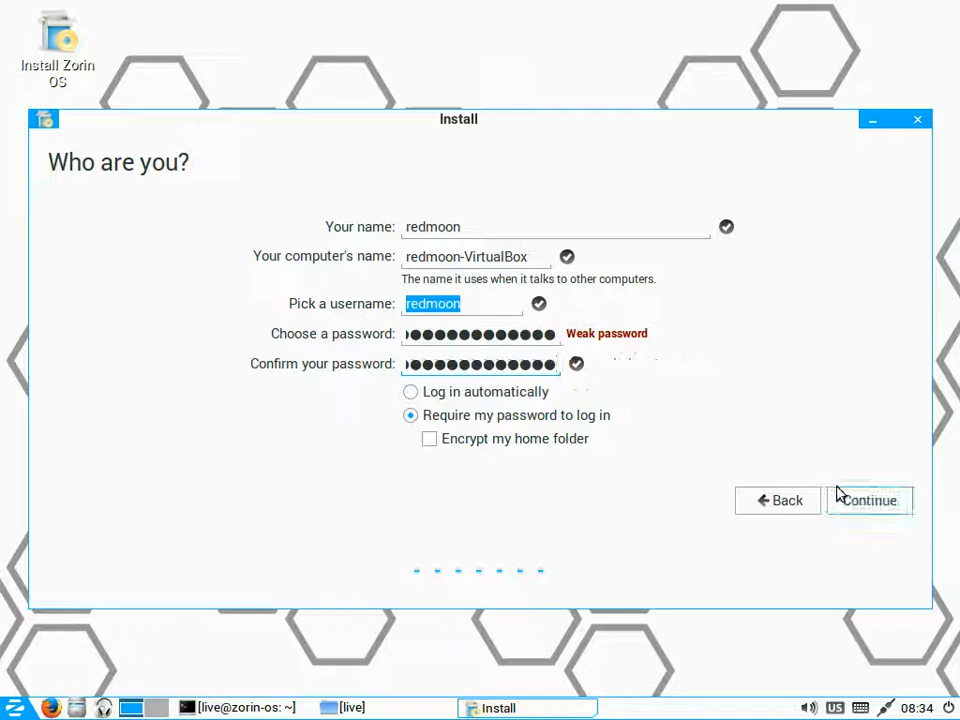 Install Zorin
OS
Install
Who are you?
Your name: redmoon
Your computer's name: redmoon-VirtualBox
The name it uses when it talks to other computers.
Pick a username: redmoon
Choose a password: Weak password
Confirm your password:
Log in automatically
Require my password to log in
Encrypt my home folder
Back
Continue
[live@zorin-os: ~]
[live]
Install
US
08:34